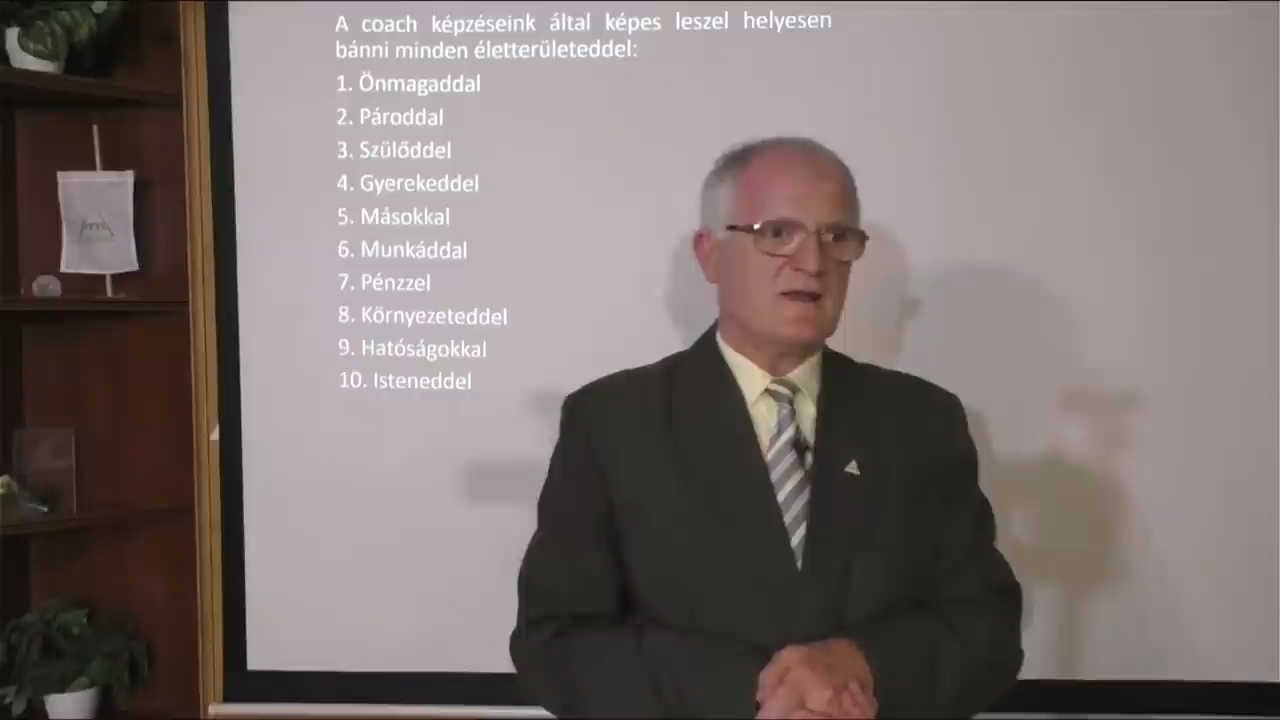 A coach képzéseink által képes leszel helyesen
bánni minden életterületeddel:
1. Önmagaddal
2. Pároddal
3. Szülőddel
4. Gyerekeddel
5. Másokkal
6. Munkáddal
7. Pénzzel
8. Környezeteddel
9. Hatóságokkal
10. Isteneddel